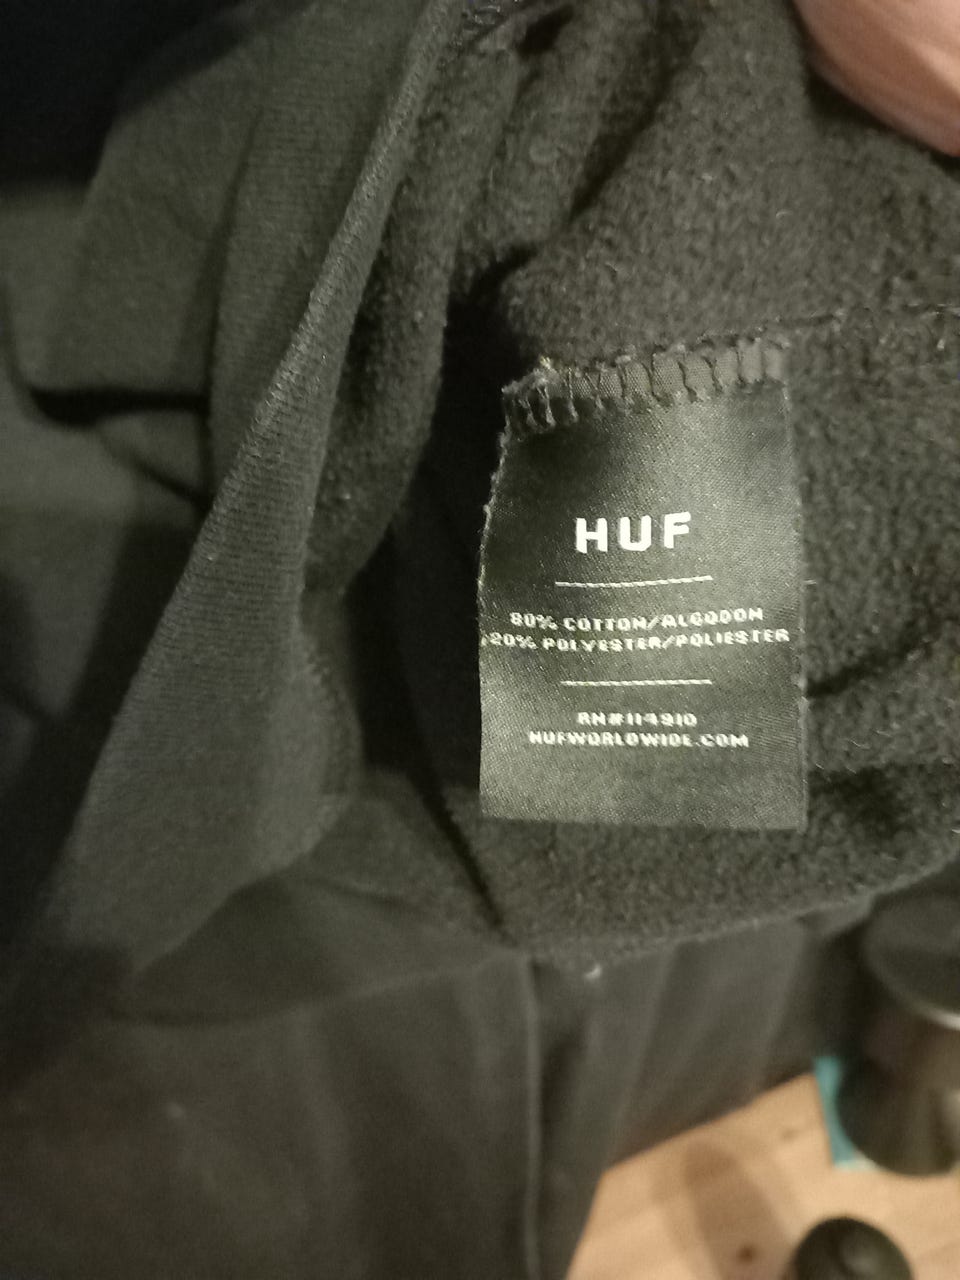 HUF
80% COTTON/ALGODON
20% POLYESTER/POLIESTER
RN#114910
HUFWORLDWIDE.COM